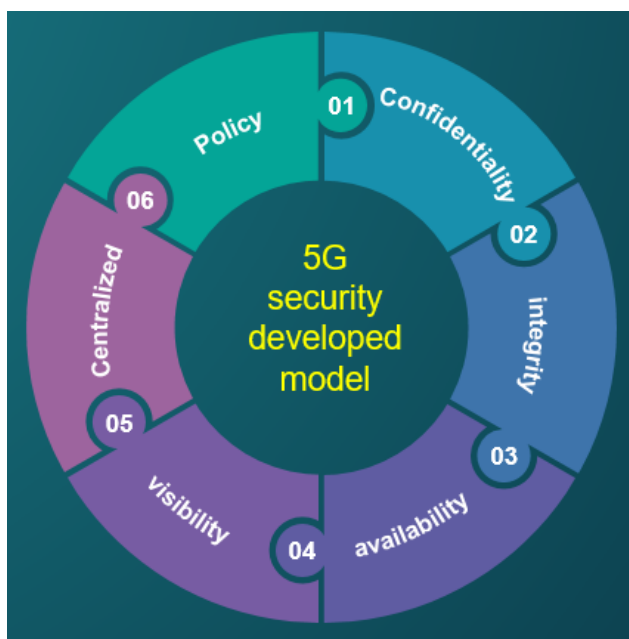 01
Confidentiality
02
integrity
03
availability
04
visibility
05
Centralized
06
Policy
5G
security
developed
model